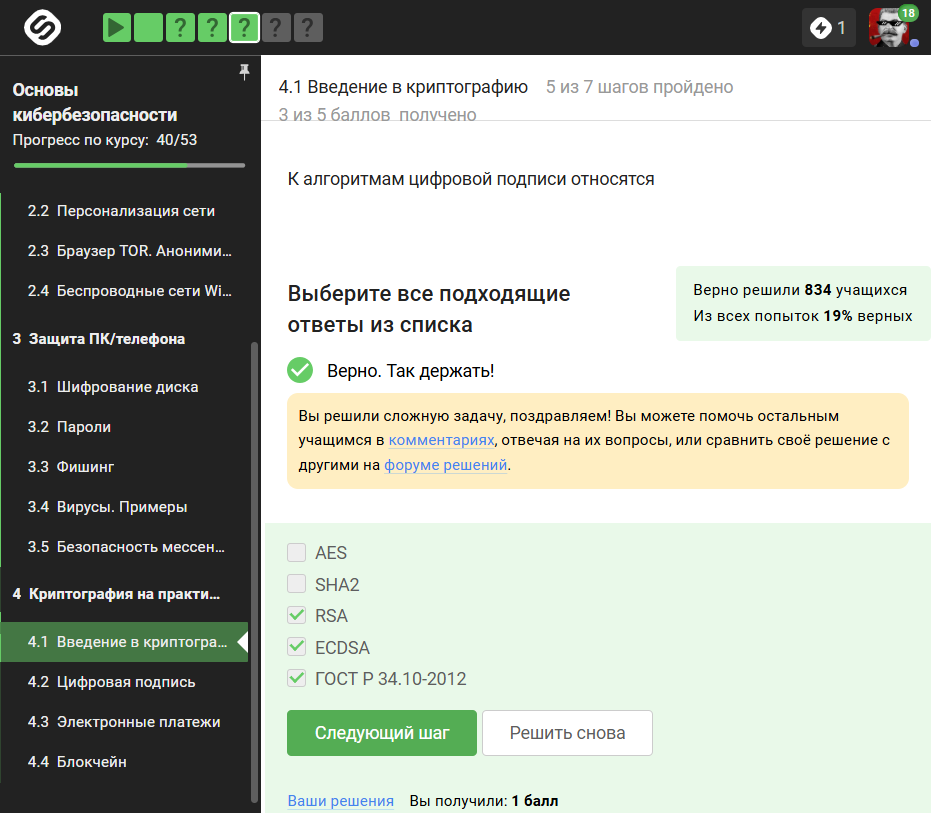 ? ? ? ? ?
1
18
Основы
кибербезопасности
Прогресс по курсу: 40/53
2.2 Персонализация сети
2.3 Браузер TOR. Аноними...
2.4 Беспроводные сети Wi...
3 Защита ПК/телефона
3.1 Шифрование диска
3.2 Пароли
3.3 Фишинг
3.4 Вирусы. Примеры
3.5 Безопасность мессен...
4 Криптография на практи...
4.1 Введение в криптогра...
4.2 Цифровая подпись
4.3 Электронные платежи
4.4 Блокчейн
4.1 Введение в криптографию 5 из 7 шагов пройдено
3 из 5 баллов получено
К алгоритмам цифровой подписи относятся
Выберите все подходящие
ответы из списка
Верно решили 834 учащихся
Из всех попыток 19% верных
Верно. Так держать!
Вы решили сложную задачу, поздравляем! Вы можете помочь остальным
учащимся в комментариях, отвечая на их вопросы, или сравнить своё решение с
другими на форуме решений.
AES
SHA2
RSA
ECDSA
ГОСТ Р 34.10-2012
Следующий шаг
Решить снова
Ваши решения Вы получили: 1 балл